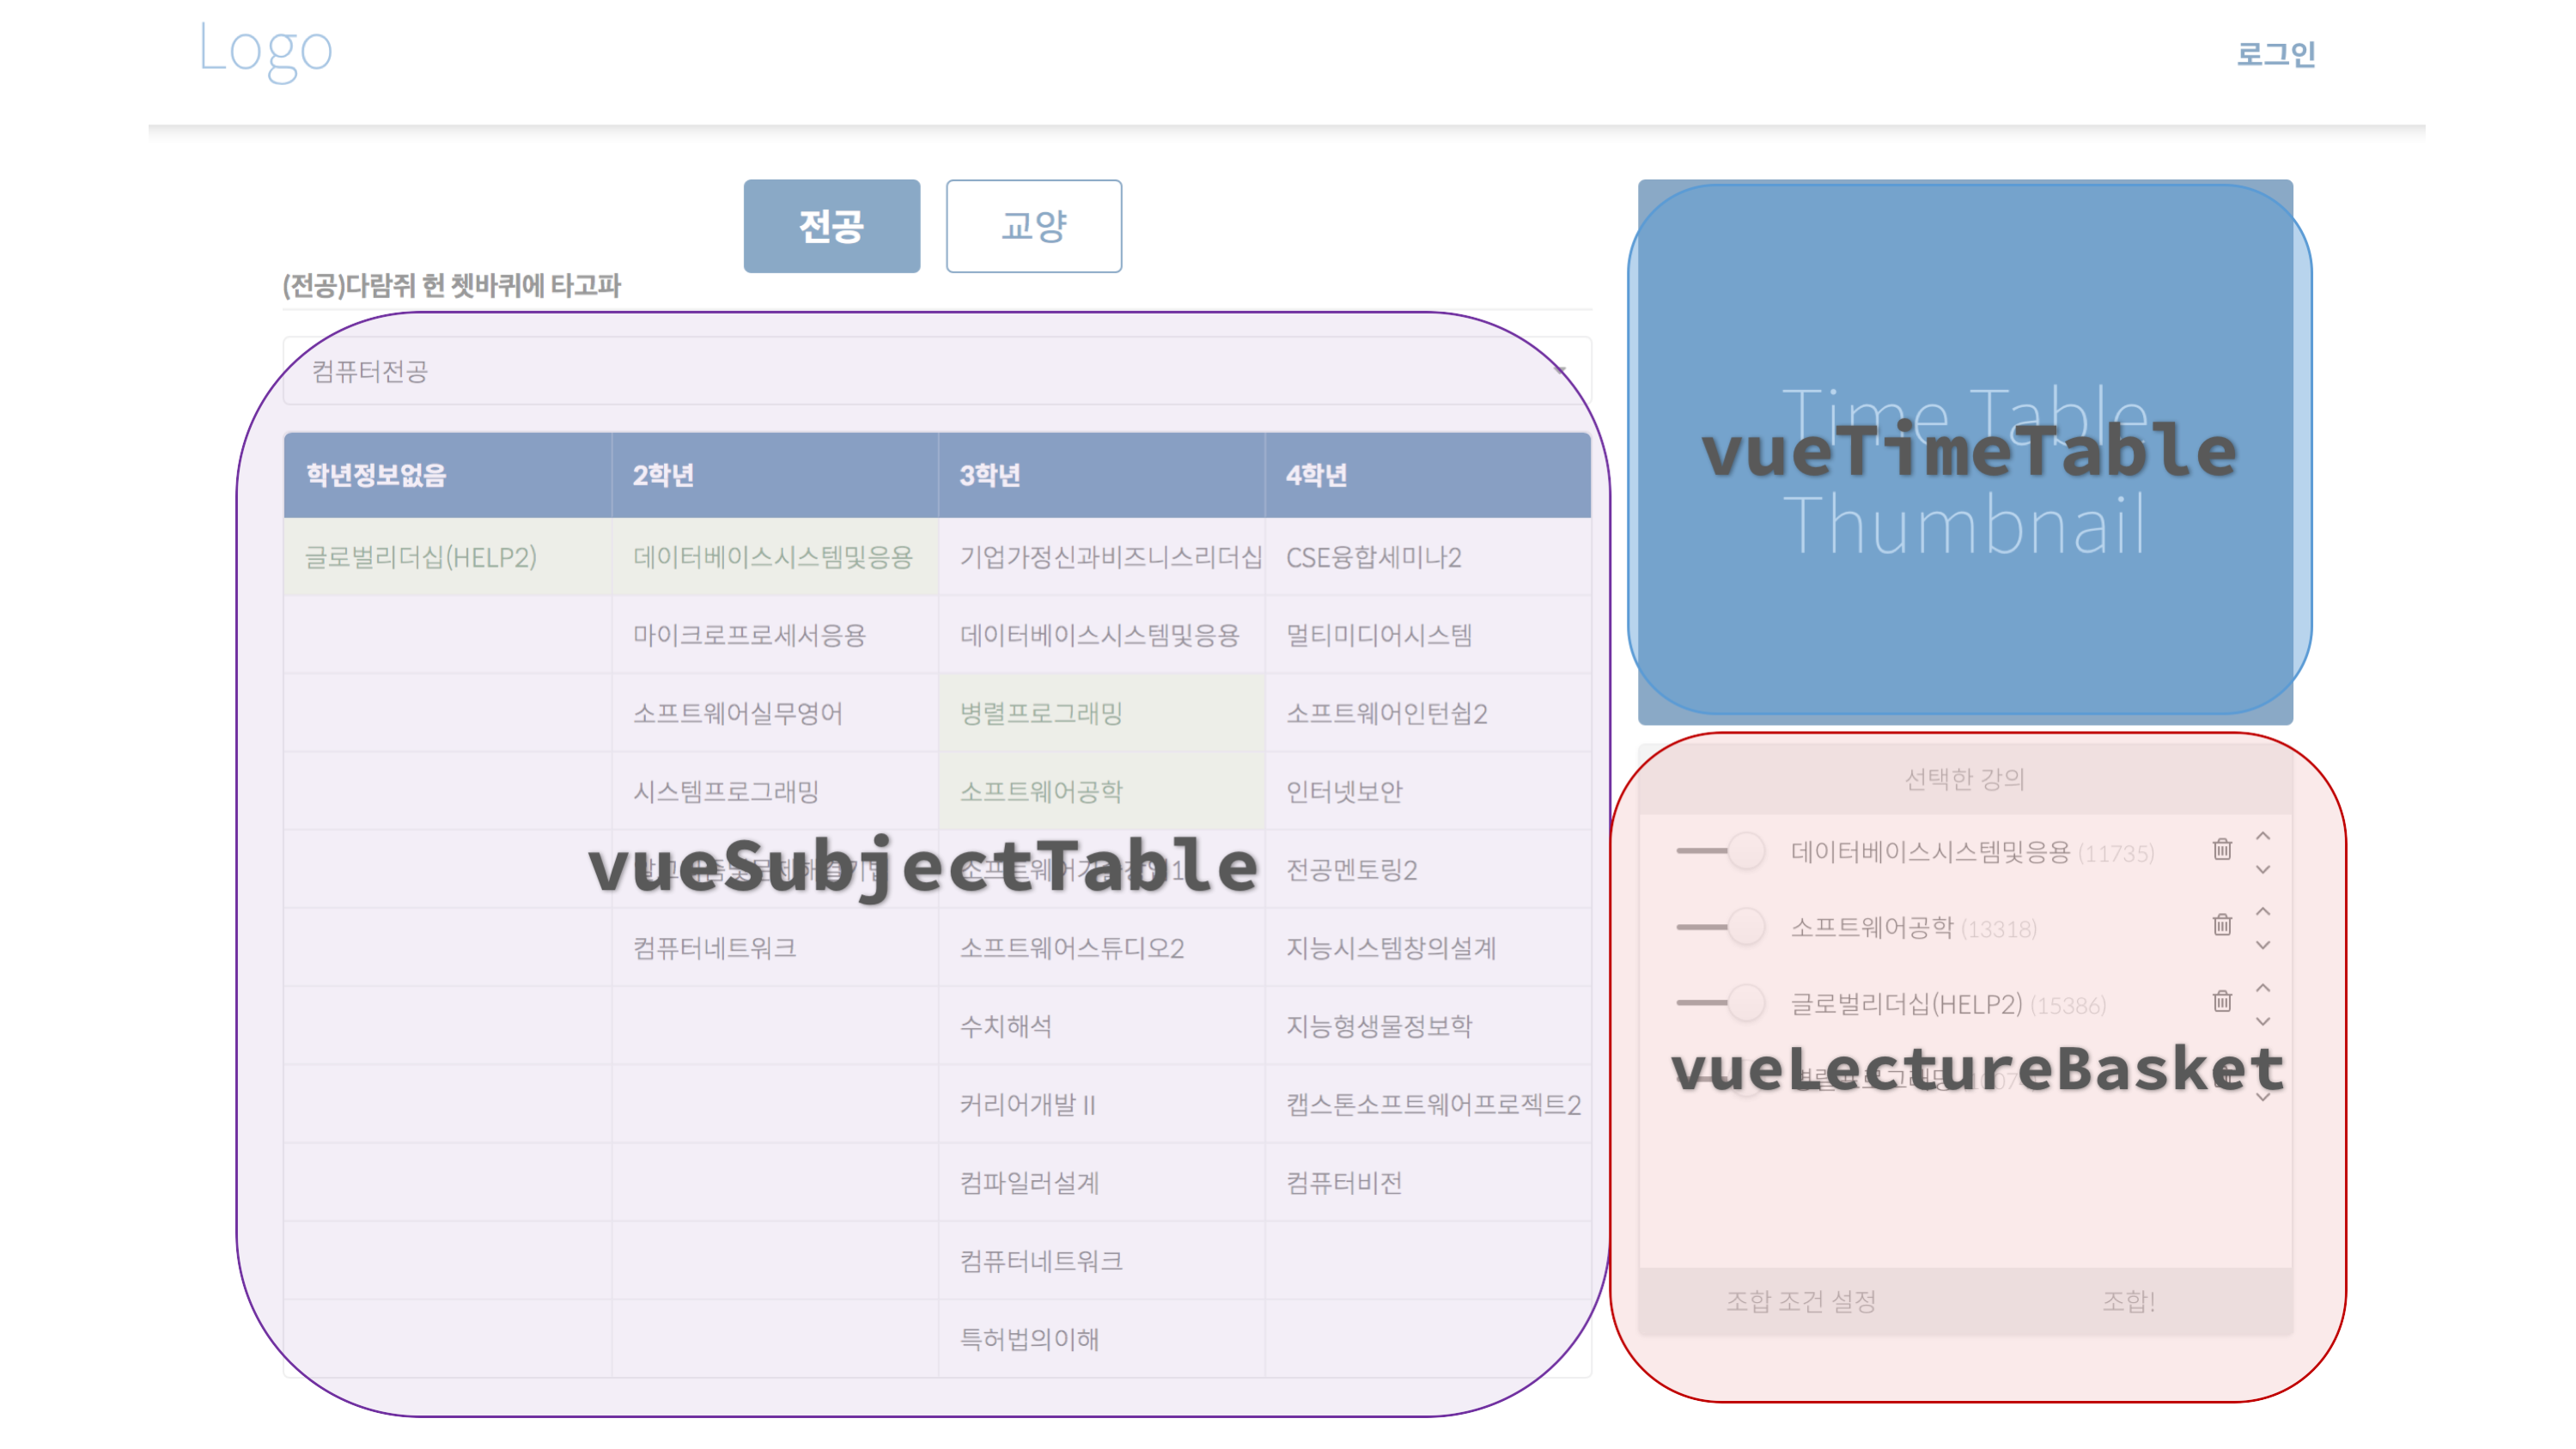 Logo
로그인
전공
교양
(전공)다람쥐 헌 쳇바퀴에 타고파
컴퓨터전공
학년정보없음 2학년 3학년 4학년
글로벌리더십(HELP2) 데이터베이스시스템및응용 기업가정신과비즈니스리더십 CSE융합세미나2
마이크로프로세서응용 데이터베이스시스템및응용 멀티미디어시스템
소프트웨어실무영어 병렬프로그래밍 소프트웨어인턴쉽2
시스템프로그래밍 소프트웨어공학 인터넷보안
전공멘토링2
vueSubjectTable
컴퓨터네트워크 소프트웨어스튜디오2 지능시스템창의설계
수치해석 지능형생물정보학
커리어개발 II 캡스톤소프트웨어프로젝트2
컴파일러설계 컴퓨터비전
컴퓨터네트워크
특허법의이해
Time Table
vueTimeTable
Thumbnail
선택한 강의
데이터베이스시스템및응용 (11735)
소프트웨어공학 (13318)
글로벌리더십(HELP2) (15386)
vueLectureBasket
조합 조건 설정 조합!